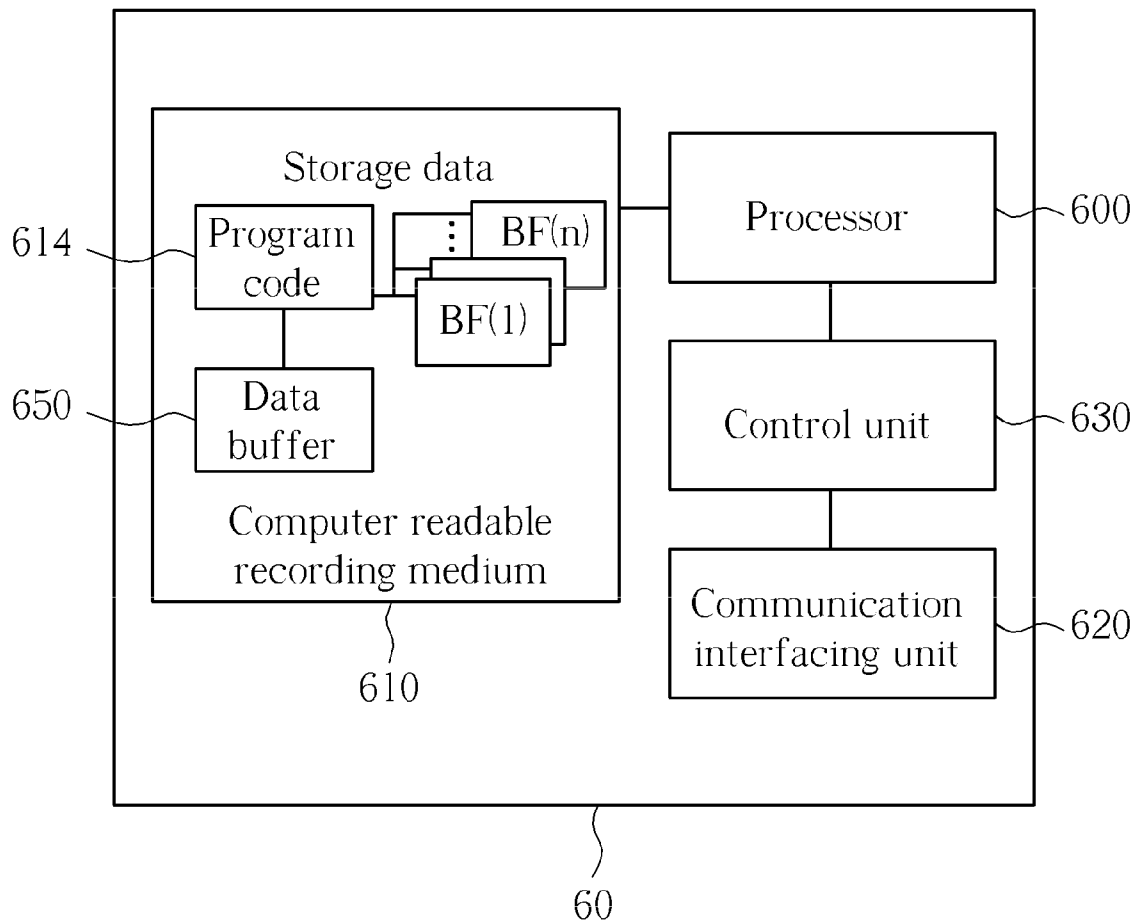 Storage data
Program
code
BF(n)
BF(1)
Data
buffer
Computer readable
recording medium
Processor
Control unit
Communication
interfacing unit
614
650
610
600
630
620
60